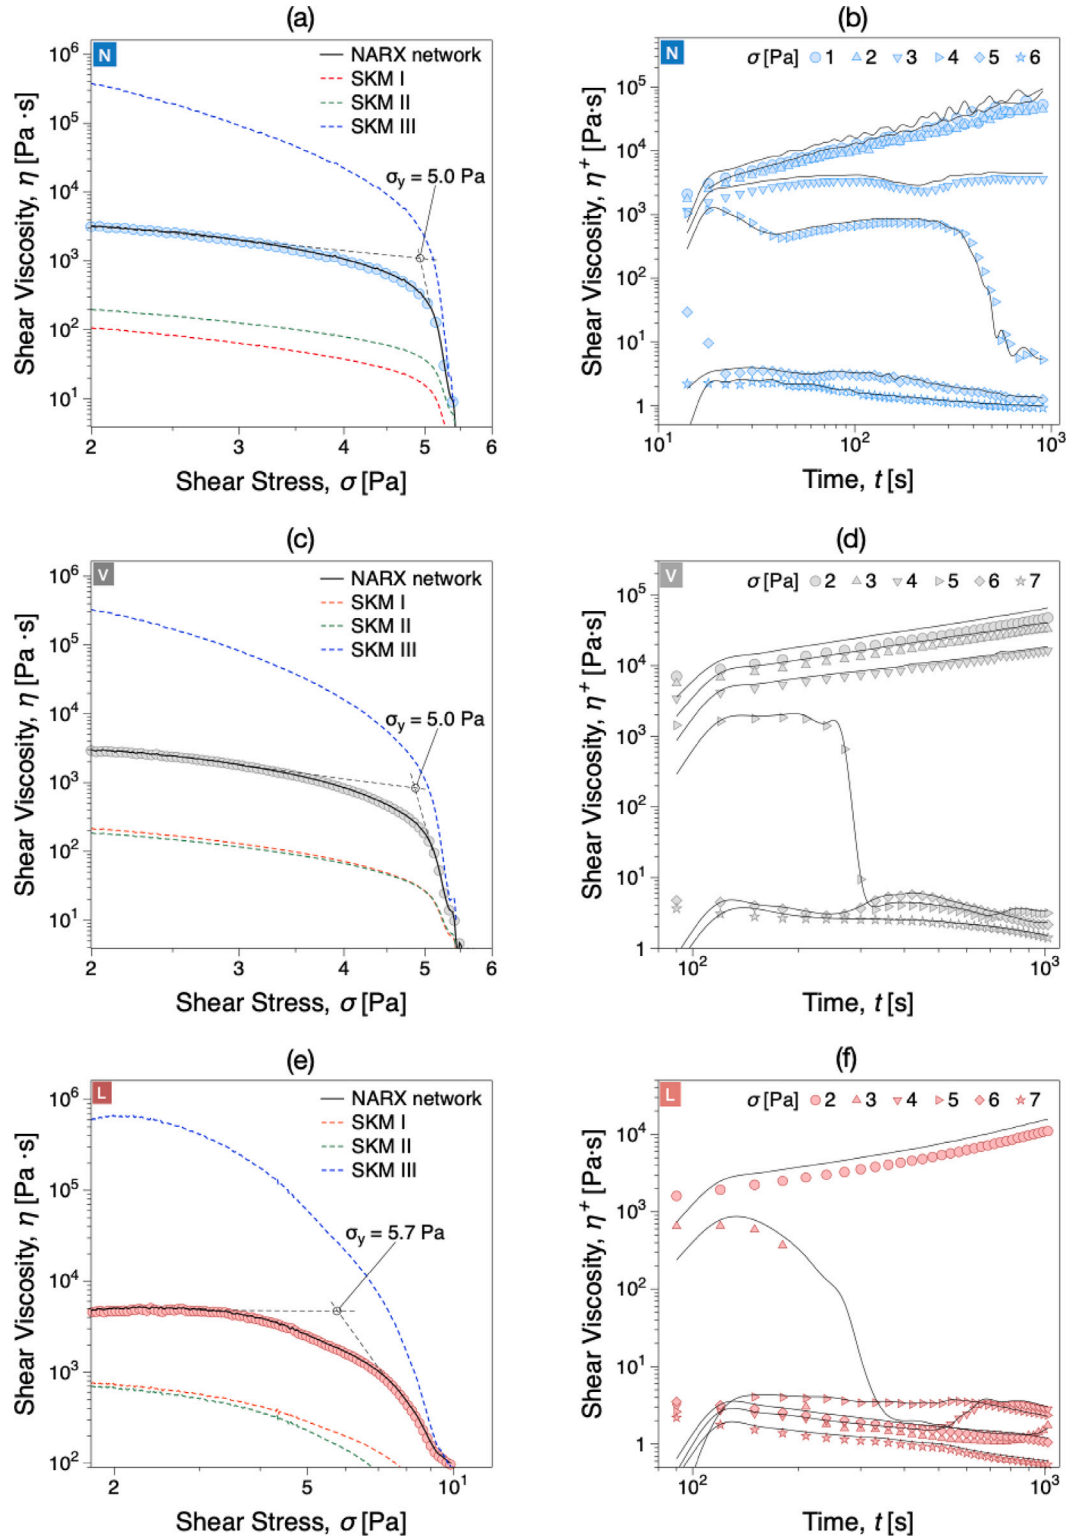 (a)
N
NARX network
SKM I
SKM II
SKM III
σy = 5.0 Pa
10⁶
10⁵
10⁴
10³
10²
10¹
Shear Viscosity, η [Pa ·s]
2 3 4 5 6
Shear Stress, σ [Pa]
(b)
N
σ [Pa] 1 2 3 4 5 6
10⁵
10⁴
10³
10²
10¹
1
Shear Viscosity, η⁺ [Pa·s]
10¹ 10² 10³
Time, t [s]
(c)
V
NARX network
SKM I
SKM II
SKM III
σy = 5.0 Pa
10⁶
10⁵
10⁴
10³
10²
10¹
Shear Viscosity, η [Pa ·s]
2 3 4 5 6
Shear Stress, σ [Pa]
(d)
V
σ [Pa] 2 3 4 5 6 7
10⁵
10⁴
10³
10²
10¹
1
Shear Viscosity, η⁺ [Pa·s]
10² 10³
Time, t [s]
(e)
L
NARX network
SKM I
SKM II
SKM III
σy = 5.7 Pa
10⁶
10⁵
10⁴
10³
10²
Shear Viscosity, η [Pa ·s]
2 5 10¹
Shear Stress, σ [Pa]
(f)
L
σ [Pa] 2 3 4 5 6 7
10⁴
10³
10²
10¹
1
Shear Viscosity, η⁺ [Pa·s]
10² 10³
Time, t [s]